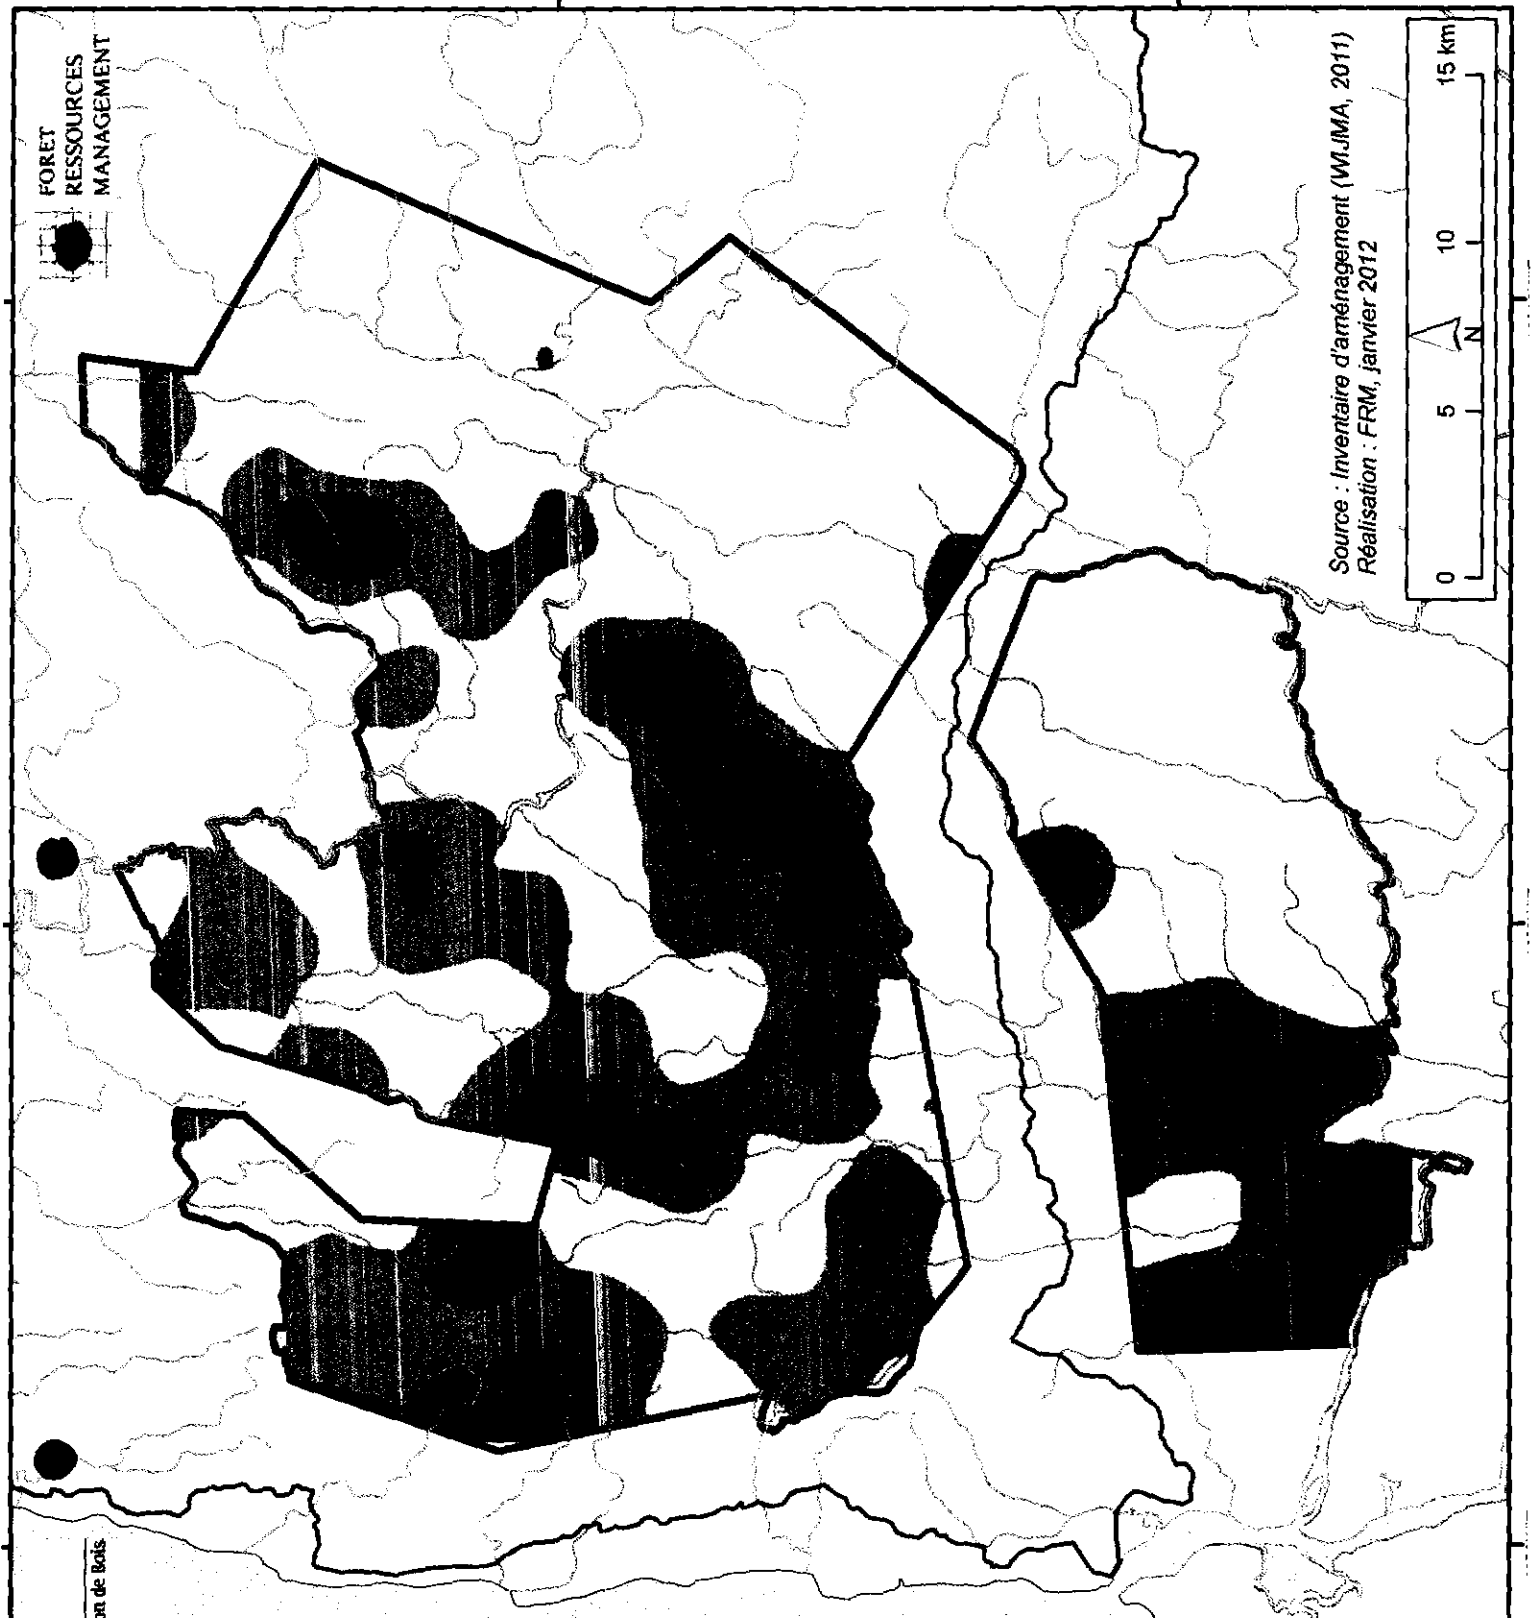 FORET
RESSOURCES
MANAGEMENT
Source : Inventaire d'aménagement (WIJMA, 2011)
Réalisation : FRM, janvier 2012
0 5 10 15 km
N
on de Bois